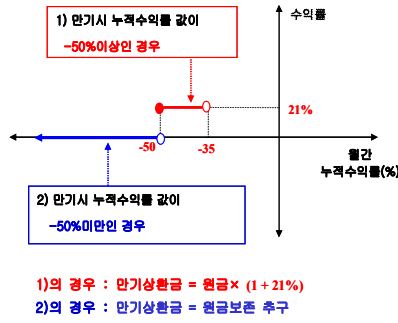 1) 만기시 누적수익률 값이
-50%이상인 경우
수익률
21%
-50
-35
월간
누적수익률(%)
2) 만기시 누적수익률 값이
-50%미만인 경우
1)의 경우 : 만기상환금 = 원금× (1 + 21%)
2)의 경우 : 만기상환금 = 원금보존 추구